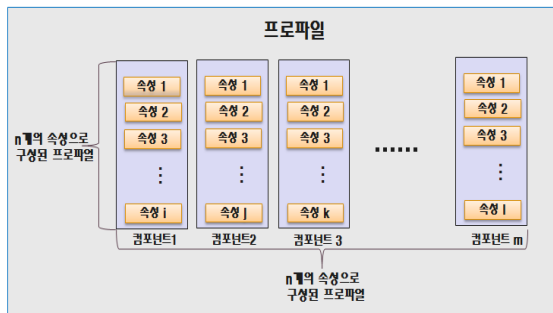 프로파일
속성 1
속성 2
속성 3
⋮
속성 i
컴포넌트1
속성 1
속성 2
속성 3
⋮
속성 j
컴포넌트2
속성 1
속성 2
속성 3
⋮
속성 k
컴포넌트 3
......
속성 1
속성 2
속성 3
⋮
속성 l
컴포넌트 m
n개의 속성으로
구성된 프로파일
n개의 속성으로
구성된 프로파일